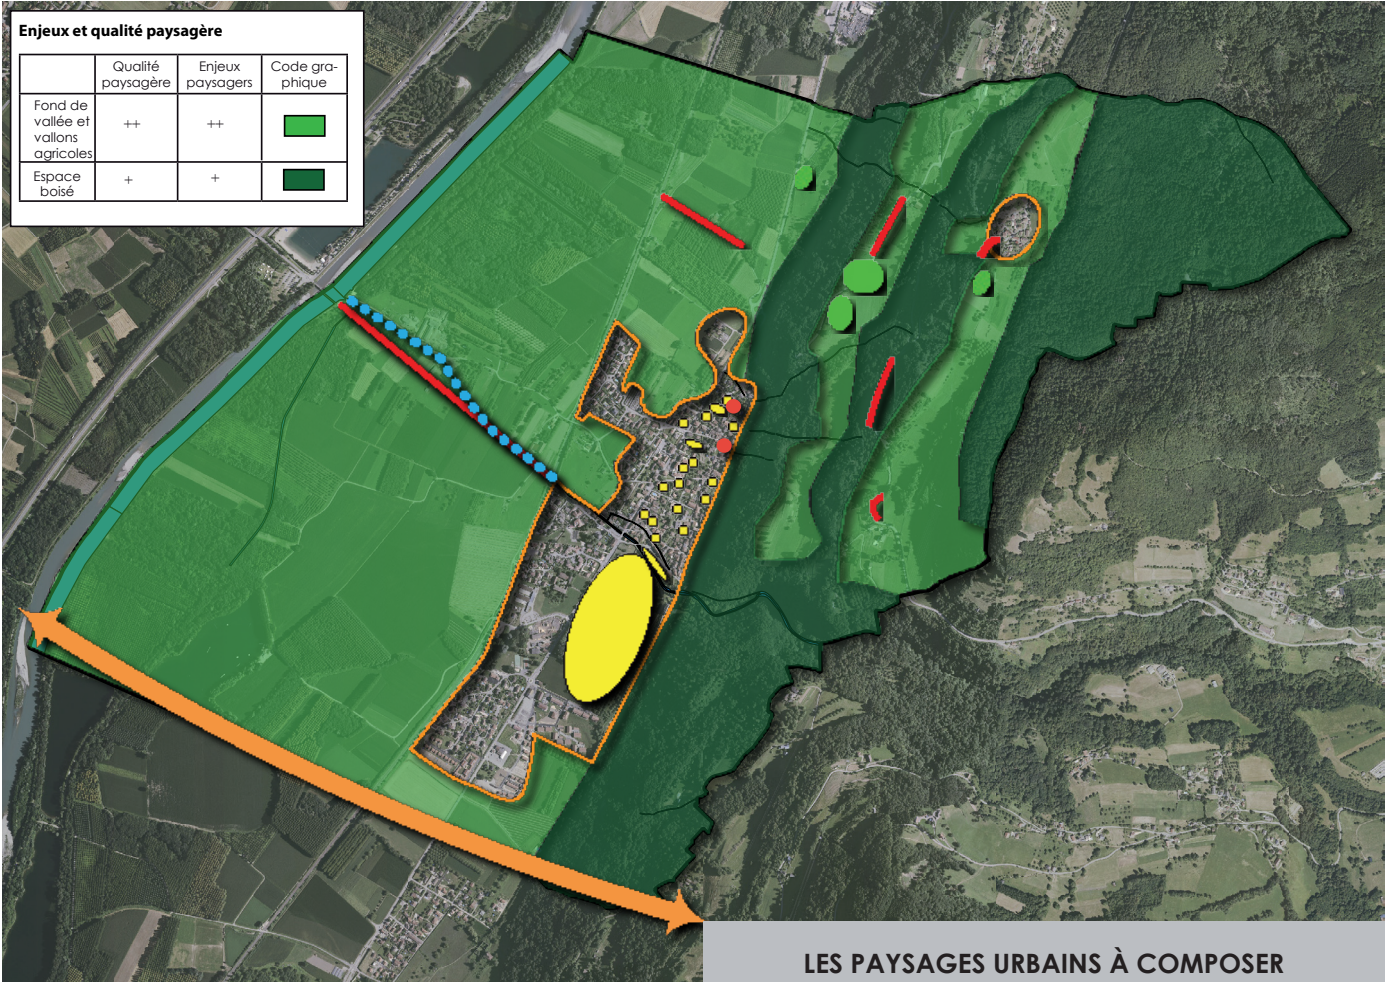 Enjeux et qualité paysagère
Qualité paysagère
Enjeux paysagers
Code gra-
phique
Fond de
vallée et
vallons
agricoles
++
++
Espace
boisé
+
+
LES PAYSAGES URBAINS À COMPOSER